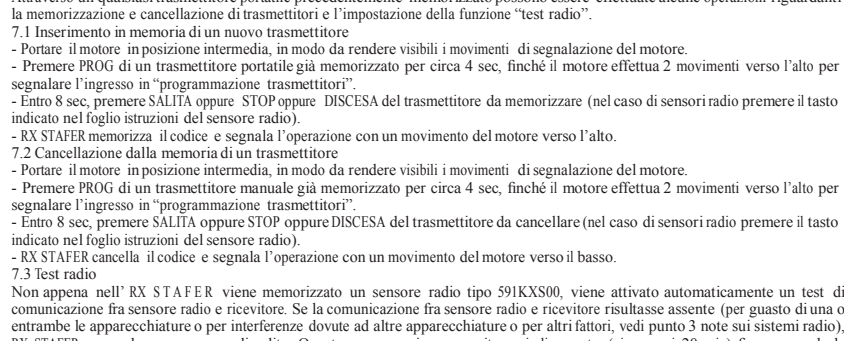 la memorizzazione e cancellazione di trasmettitori e l'impostazione della funzione "test radio".
7.1 Inserimento in memoria di un nuovo trasmettitore
- Portare il motore in posizione intermedia, in modo da rendere visibili i movimenti di segnalazione del motore.
- Premere PROG di un trasmettitore portatile già memorizzato per circa 4 sec, finché il motore effettua 2 movimenti verso l'alto per
segnalare l'ingresso in "programmazione trasmettitori".
- Entro 8 sec, premere SALITA oppure STOP oppure DISCESA del trasmettitore da memorizzare (nel caso di sensori radio premere il tasto
indicato nel foglio istruzioni del sensore radio).
- RX STAFER memorizza il codice e segnala l'operazione con un movimento del motore verso l'alto.
7.2 Cancellazione dalla memoria di un trasmettitore
- Portare il motore in posizione intermedia, in modo da rendere visibili i movimenti di segnalazione del motore.
- Premere PROG di un trasmettitore manuale già memorizzato per circa 4 sec, finché il motore effettua 2 movimenti verso l'alto per
segnalare l'ingresso in "programmazione trasmettitori".
- Entro 8 sec, premere SALITA oppure STOP oppure DISCESA del trasmettitore da cancellare (nel caso di sensori radio premere il tasto
indicato nel foglio istruzioni del sensore radio).
- RX STAFER cancella il codice e segnala l'operazione con un movimento del motore verso il basso.
7.3 Test radio
Non appena nell' RX STAFER viene memorizzato un sensore radio tipo 591KXS00, viene attivato automaticamente un test di
comunicazione fra sensore radio e ricevitore. Se la comunicazione fra sensore radio e ricevitore risultasse assente (per guasto di una o
entrambe le apparecchiature o per interferenze dovute ad altre apparecchiature o per altri fattori, vedi punto 3 note sui sistemi radio),